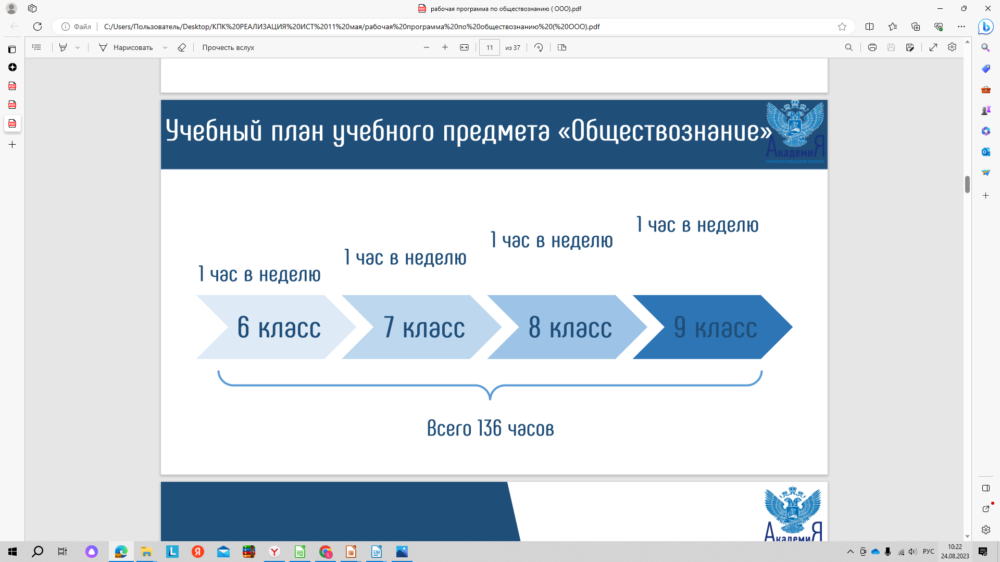 рабочая программа по обществознанию ( ООО).pdf
Файл
C:/Users/Пользователь/Desktop/КПК%20РЕАЛИЗАЦИЯ%20ИСТ%2011%20мая/рабочая%20программа%20по%20обществознанию%20(%20ООО).pdf
Нарисовать
Прочесть вслух
11 из 37
Учебный план учебного предмета «Обществознание»
АкадемиЯ
МИНПРОСВЕЩЕНИЯ РОССИИ
1 час в неделю
1 час в неделю
1 час в неделю
1 час в неделю
6 класс
7 класс
8 класс
9 класс
Всего 136 часов
АкадемиЯ
РУС
10:22
24.08.2023